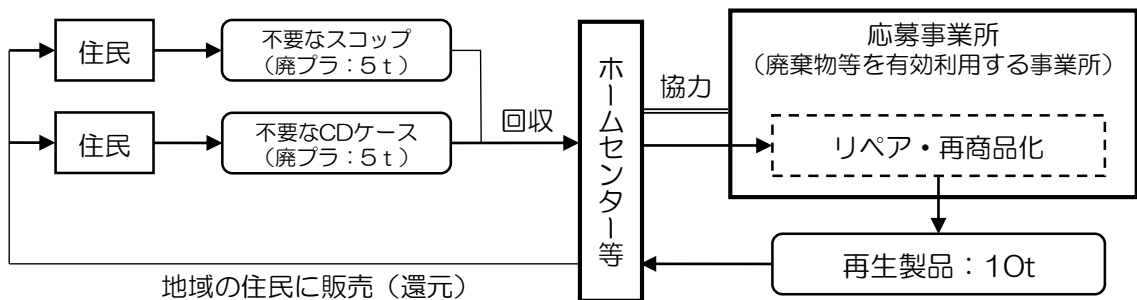 住民
不要なスコップ
（廃プラ：５ｔ）
住民
不要なCDケース
（廃プラ：５ｔ）
回収
ホームセンター等
協力
応募事業所
（廃棄物等を有効利用する事業所）
リペア・再商品化
再生製品：10t
地域の住民に販売（還元）